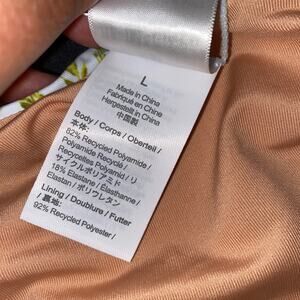 L
Made in China
Fabriqué en Chine
Hergestellt in China
中国製
Body / Corps / Oberteil /
本体:
82% Recycled Polyamide /
Polyamide Recyclé /
Recyceltes Polyamid / リ
サイクルポリアミド
18% Elastane / Élasthanne /
Elastan / ポリウレタン
Lining / Doublure / Futter
/ 裏地:
92% Recycled Polyester /